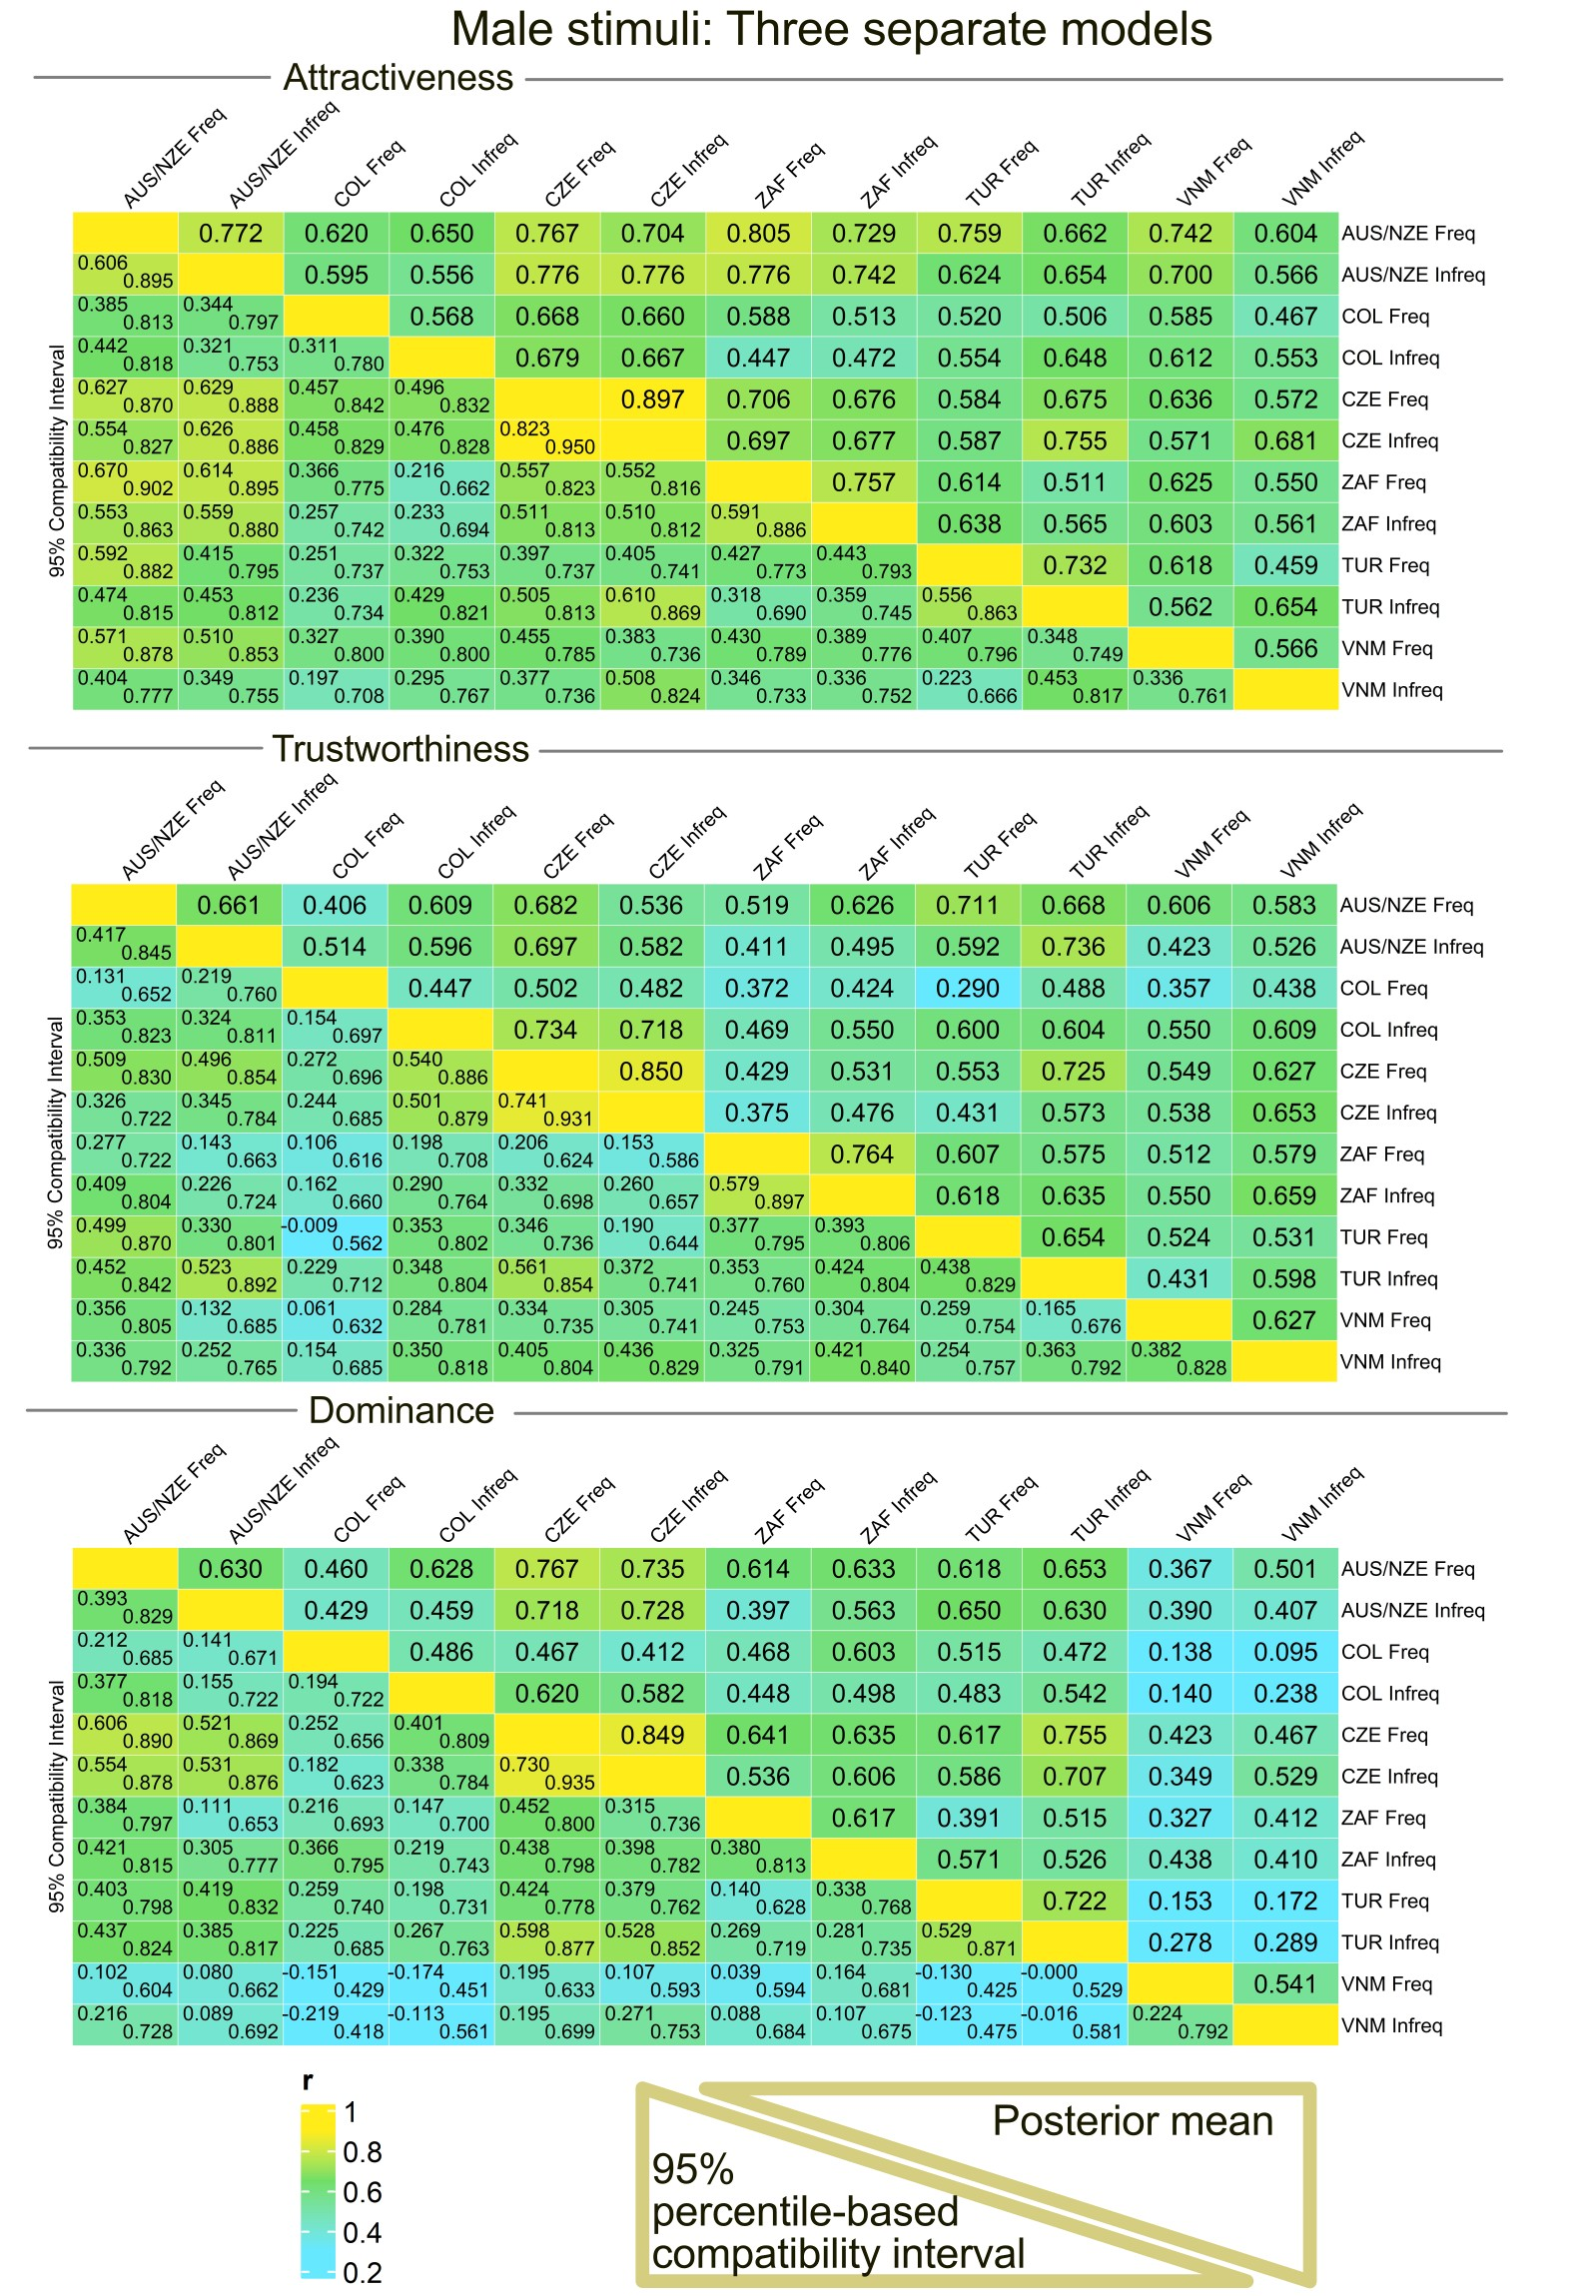 Male stimuli: Three separate models
Attractiveness
AUS/NZE Freq AUS/NZE Infreq COL Freq COL Infreq CZE Freq CZE Infreq ZAF Freq ZAF Infreq TUR Freq TUR Infreq VNM Freq VNM Infreq
95% Compatibility Interval
0.772 0.620 0.650 0.767 0.704 0.805 0.729 0.759 0.662 0.742 0.604 AUS/NZE Freq
0.606 0.895 0.595 0.556 0.776 0.776 0.776 0.742 0.624 0.654 0.700 0.566 AUS/NZE Infreq
0.385 0.813 0.344 0.797 0.568 0.668 0.660 0.588 0.513 0.520 0.506 0.585 0.467 COL Freq
0.442 0.818 0.321 0.753 0.311 0.780 0.679 0.667 0.447 0.472 0.554 0.648 0.612 0.553 COL Infreq
0.627 0.870 0.629 0.888 0.457 0.842 0.496 0.832 0.897 0.706 0.676 0.584 0.675 0.636 0.572 CZE Freq
0.554 0.827 0.626 0.886 0.458 0.829 0.476 0.828 0.823 0.950 0.697 0.677 0.587 0.755 0.571 0.681 CZE Infreq
0.670 0.902 0.614 0.895 0.366 0.775 0.216 0.662 0.557 0.823 0.552 0.816 0.757 0.614 0.511 0.625 0.550 ZAF Freq
0.553 0.863 0.559 0.880 0.257 0.742 0.233 0.694 0.511 0.813 0.510 0.812 0.591 0.886 0.638 0.565 0.603 0.561 ZAF Infreq
0.592 0.882 0.415 0.795 0.251 0.737 0.322 0.753 0.397 0.737 0.405 0.741 0.427 0.773 0.443 0.793 0.732 0.618 0.459 TUR Freq
0.474 0.815 0.453 0.812 0.236 0.734 0.429 0.821 0.505 0.813 0.610 0.869 0.318 0.690 0.359 0.745 0.556 0.863 0.562 0.654 TUR Infreq
0.571 0.878 0.510 0.853 0.327 0.800 0.390 0.800 0.455 0.785 0.383 0.736 0.430 0.789 0.389 0.776 0.407 0.796 0.348 0.749 0.566 VNM Freq
0.404 0.777 0.349 0.755 0.197 0.708 0.295 0.767 0.377 0.736 0.508 0.824 0.346 0.733 0.336 0.752 0.223 0.666 0.453 0.817 0.336 0.761 VNM Infreq
Trustworthiness
AUS/NZE Freq AUS/NZE Infreq COL Freq COL Infreq CZE Freq CZE Infreq ZAF Freq ZAF Infreq TUR Freq TUR Infreq VNM Freq VNM Infreq
95% Compatibility Interval
0.661 0.406 0.609 0.682 0.536 0.519 0.626 0.711 0.668 0.606 0.583 AUS/NZE Freq
0.417 0.845 0.514 0.596 0.697 0.582 0.411 0.495 0.592 0.736 0.423 0.526 AUS/NZE Infreq
0.131 0.652 0.219 0.760 0.447 0.502 0.482 0.372 0.424 0.290 0.488 0.357 0.438 COL Freq
0.353 0.823 0.324 0.811 0.154 0.697 0.734 0.718 0.469 0.550 0.600 0.604 0.550 0.609 COL Infreq
0.509 0.830 0.496 0.854 0.272 0.696 0.540 0.886 0.850 0.429 0.531 0.553 0.725 0.549 0.627 CZE Freq
0.326 0.722 0.345 0.784 0.244 0.685 0.501 0.879 0.741 0.931 0.375 0.476 0.431 0.573 0.538 0.653 CZE Infreq
0.277 0.722 0.143 0.663 0.106 0.616 0.198 0.708 0.206 0.624 0.153 0.586 0.764 0.607 0.575 0.512 0.579 ZAF Freq
0.409 0.804 0.226 0.724 0.162 0.660 0.290 0.764 0.332 0.698 0.260 0.657 0.579 0.897 0.618 0.635 0.550 0.659 ZAF Infreq
0.499 0.870 0.330 0.801 -0.009 0.562 0.353 0.802 0.346 0.736 0.190 0.644 0.377 0.795 0.393 0.806 0.654 0.524 0.531 TUR Freq
0.452 0.842 0.523 0.892 0.229 0.712 0.348 0.804 0.561 0.854 0.372 0.741 0.353 0.760 0.424 0.804 0.438 0.829 0.431 0.598 TUR Infreq
0.356 0.805 0.132 0.685 0.061 0.632 0.284 0.781 0.334 0.735 0.305 0.741 0.245 0.753 0.304 0.764 0.259 0.754 0.165 0.676 0.627 VNM Freq
0.336 0.792 0.252 0.765 0.154 0.685 0.350 0.818 0.405 0.804 0.436 0.829 0.325 0.791 0.421 0.840 0.254 0.757 0.363 0.792 0.382 0.828 VNM Infreq
Dominance
AUS/NZE Freq AUS/NZE Infreq COL Freq COL Infreq CZE Freq CZE Infreq ZAF Freq ZAF Infreq TUR Freq TUR Infreq VNM Freq VNM Infreq
95% Compatibility Interval
0.630 0.460 0.628 0.767 0.735 0.614 0.633 0.618 0.653 0.367 0.501 AUS/NZE Freq
0.393 0.829 0.429 0.459 0.718 0.728 0.397 0.563 0.650 0.630 0.390 0.407 AUS/NZE Infreq
0.212 0.685 0.141 0.671 0.486 0.467 0.412 0.468 0.603 0.515 0.472 0.138 0.095 COL Freq
0.377 0.818 0.155 0.722 0.194 0.722 0.620 0.582 0.448 0.498 0.483 0.542 0.140 0.238 COL Infreq
0.606 0.890 0.521 0.869 0.252 0.656 0.401 0.809 0.849 0.641 0.635 0.617 0.755 0.423 0.467 CZE Freq
0.554 0.878 0.531 0.876 0.182 0.623 0.338 0.784 0.730 0.935 0.536 0.606 0.586 0.707 0.349 0.529 CZE Infreq
0.384 0.797 0.111 0.653 0.216 0.693 0.147 0.700 0.452 0.800 0.315 0.736 0.617 0.391 0.515 0.327 0.412 ZAF Freq
0.421 0.815 0.305 0.777 0.366 0.795 0.219 0.743 0.438 0.798 0.398 0.782 0.380 0.813 0.571 0.526 0.438 0.410 ZAF Infreq
0.403 0.798 0.419 0.832 0.259 0.740 0.198 0.731 0.424 0.778 0.379 0.762 0.140 0.628 0.338 0.768 0.722 0.153 0.172 TUR Freq
0.437 0.824 0.385 0.817 0.225 0.685 0.267 0.763 0.598 0.877 0.528 0.852 0.269 0.719 0.281 0.735 0.529 0.871 0.278 0.289 TUR Infreq
0.102 0.604 0.080 0.662 -0.151 0.429 -0.174 0.451 0.195 0.633 0.107 0.593 0.039 0.594 0.164 0.681 -0.130 0.425 -0.000 0.529 0.541 VNM Freq
0.216 0.728 0.089 0.692 -0.219 0.418 -0.113 0.561 0.195 0.699 0.271 0.753 0.088 0.684 0.107 0.675 -0.123 0.475 -0.016 0.581 0.224 0.792 VNM Infreq
r
1
0.8
0.6
0.4
0.2
Posterior mean
95%
percentile-based
compatibility interval